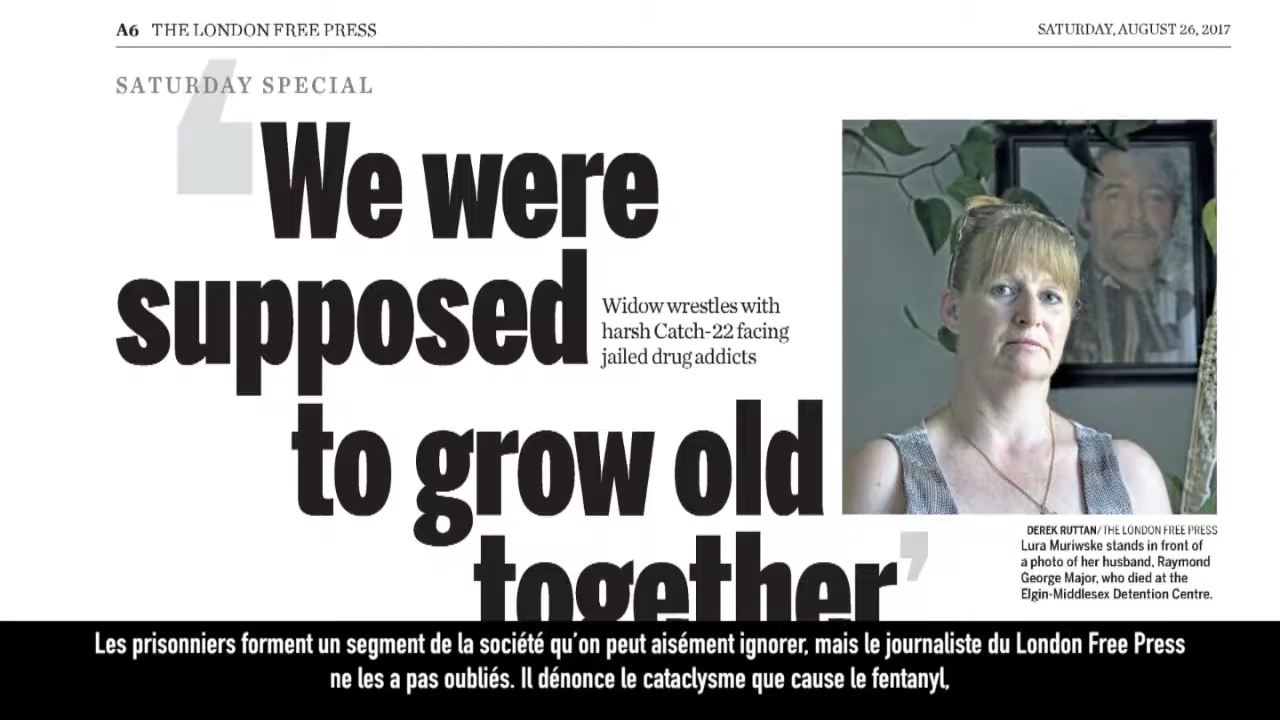 A6 THE LONDON FREE PRESS
SATURDAY, AUGUST 26, 2017
SATURDAY SPECIAL
‘We were
supposed
to grow old
together’
Widow wrestles with
harsh Catch-22 facing
jailed drug addicts
DEREK RUTTAN/THE LONDON FREE PRESS
Lura Muriwske stands in front of
a photo of her husband, Raymond
George Major, who died at the
Elgin-Middlesex Detention Centre.
Les prisonniers forment un segment de la société qu’on peut aisément ignorer, mais le journaliste du London Free Press
ne les a pas oubliés. Il dénonce le cataclysme que cause le fentanyl,